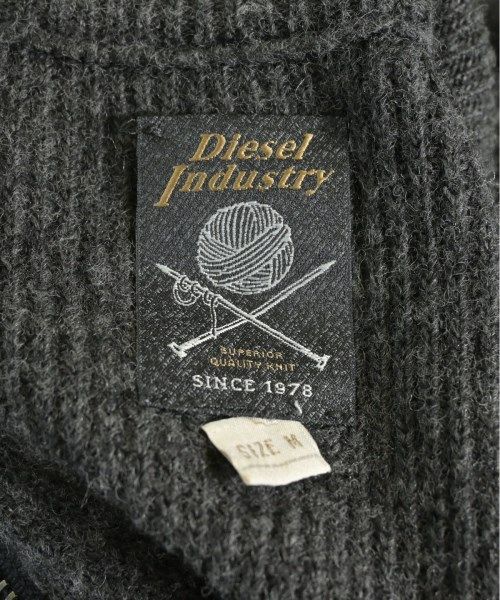 Diesel
Industry
SUPERIOR
QUALITY KNIT
SINCE 1978
SIZE M